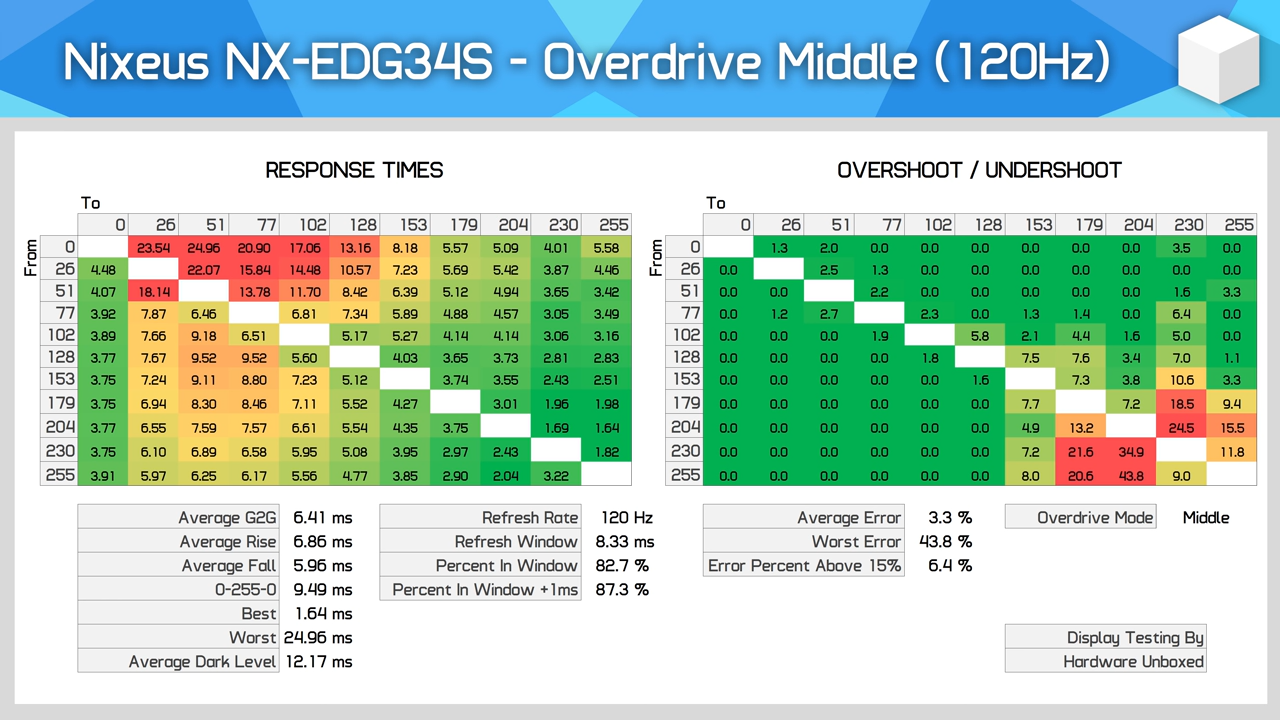 Nixeus NX-EDG34S - Overdrive Middle (120Hz)
RESPONSE TIMES
To
0 26 51 77 102 128 153 179 204 230 255
From
0 23.54 24.96 20.90 17.06 13.16 8.18 5.57 5.09 4.01 5.58
26 4.48 22.07 15.84 14.48 10.57 7.23 5.69 5.42 3.87 4.46
51 4.07 18.14 13.78 11.70 8.42 6.39 5.12 4.94 3.65 3.42
77 3.92 7.87 6.46 6.81 7.34 5.89 4.88 4.57 3.05 3.49
102 3.89 7.66 9.18 6.51 5.17 5.27 4.14 4.14 3.06 3.16
128 3.77 7.67 9.52 9.52 5.60 4.03 3.65 3.73 2.81 2.83
153 3.75 7.24 9.11 8.80 7.23 5.12 3.74 3.55 2.43 2.51
179 3.75 6.94 8.30 8.46 7.11 5.52 4.27 3.01 1.96 1.98
204 3.77 6.55 7.59 7.57 6.61 5.54 4.35 3.75 1.69 1.64
230 3.75 6.10 6.89 6.58 5.95 5.08 3.95 2.97 2.43 1.82
255 3.91 5.97 6.25 6.17 5.56 4.77 3.85 2.90 2.04 3.22
OVERSHOOT / UNDERSHOOT
To
0 26 51 77 102 128 153 179 204 230 255
From
0 1.3 2.0 0.0 0.0 0.0 0.0 0.0 0.0 3.5 0.0
26 0.0 2.5 1.3 0.0 0.0 0.0 0.0 0.0 0.0 0.0
51 0.0 0.0 2.2 0.0 0.0 0.0 0.0 0.0 1.6 3.3
77 0.0 1.2 2.7 2.3 0.0 1.3 1.4 0.0 6.4 0.0
102 0.0 0.0 0.0 1.9 5.8 2.1 4.4 1.6 5.0 0.0
128 0.0 0.0 0.0 0.0 1.8 7.5 7.6 3.4 7.0 1.1
153 0.0 0.0 0.0 0.0 0.0 1.6 7.3 3.8 10.6 3.3
179 0.0 0.0 0.0 0.0 0.0 0.0 7.7 7.2 18.5 9.4
204 0.0 0.0 0.0 0.0 0.0 0.0 4.9 13.2 24.5 15.5
230 0.0 0.0 0.0 0.0 0.0 0.0 7.2 21.6 34.9 11.8
255 0.0 0.0 0.0 0.0 0.0 0.0 8.0 20.6 43.8 9.0
Average G2G 6.41 ms
Average Rise 6.86 ms
Average Fall 5.96 ms
0-255-0 9.49 ms
Best 1.64 ms
Worst 24.96 ms
Average Dark Level 12.17 ms
Refresh Rate 120 Hz
Refresh Window 8.33 ms
Percent In Window 82.7 %
Percent In Window +1ms 87.3 %
Average Error 3.3 %
Worst Error 43.8 %
Error Percent Above 15% 6.4 %
Overdrive Mode Middle
Display Testing By
Hardware Unboxed